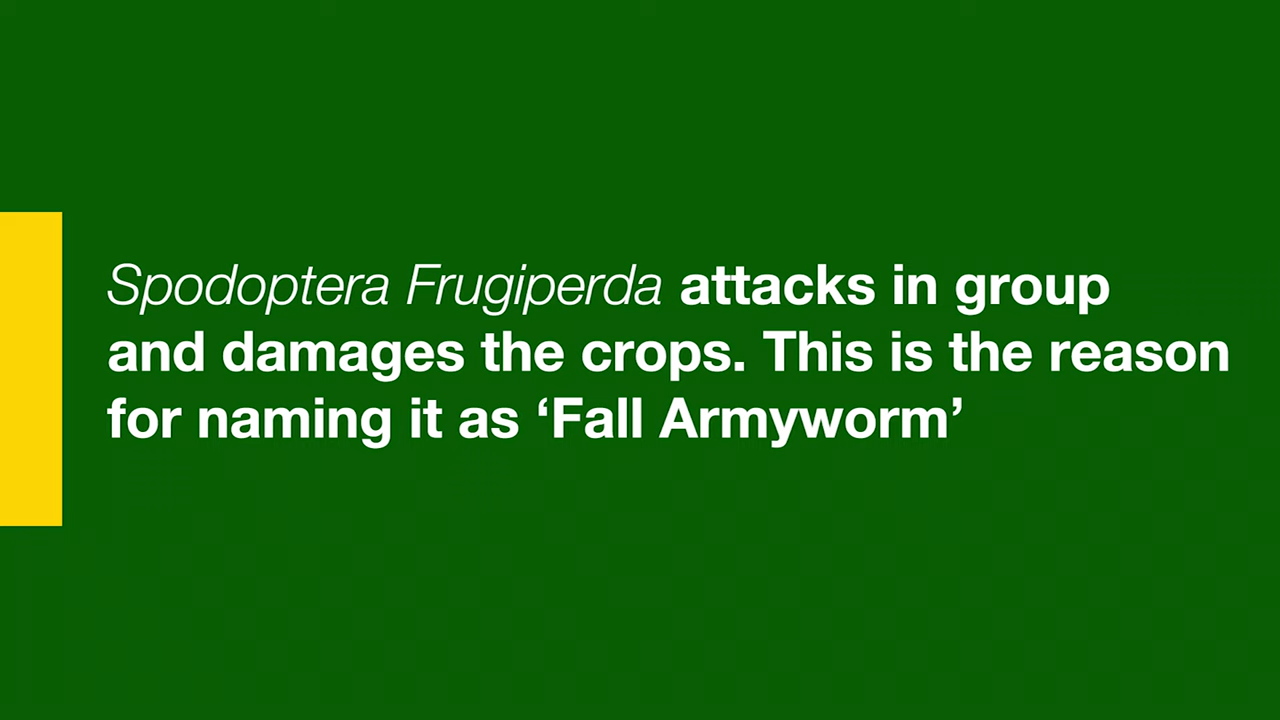 Spodoptera Frugiperda attacks in group
and damages the crops. This is the reason
for naming it as ‘Fall Armyworm’